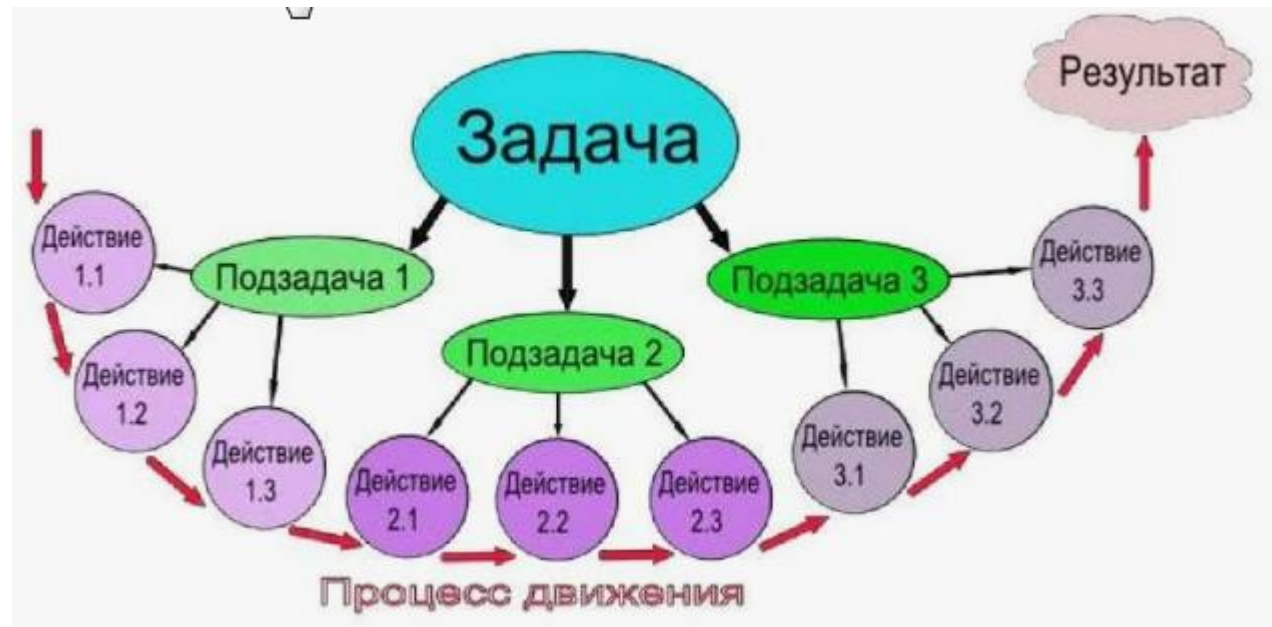 Результат
Задача
Действие
1.1
Подзадача 1
Подзадача 3
Действие
3.3
Подзадача 2
Действие
1.2
Действие
3.2
Действие
1.3
Действие
3.1
Действие
2.1
Действие
2.2
Действие
2.3
Процесс движения